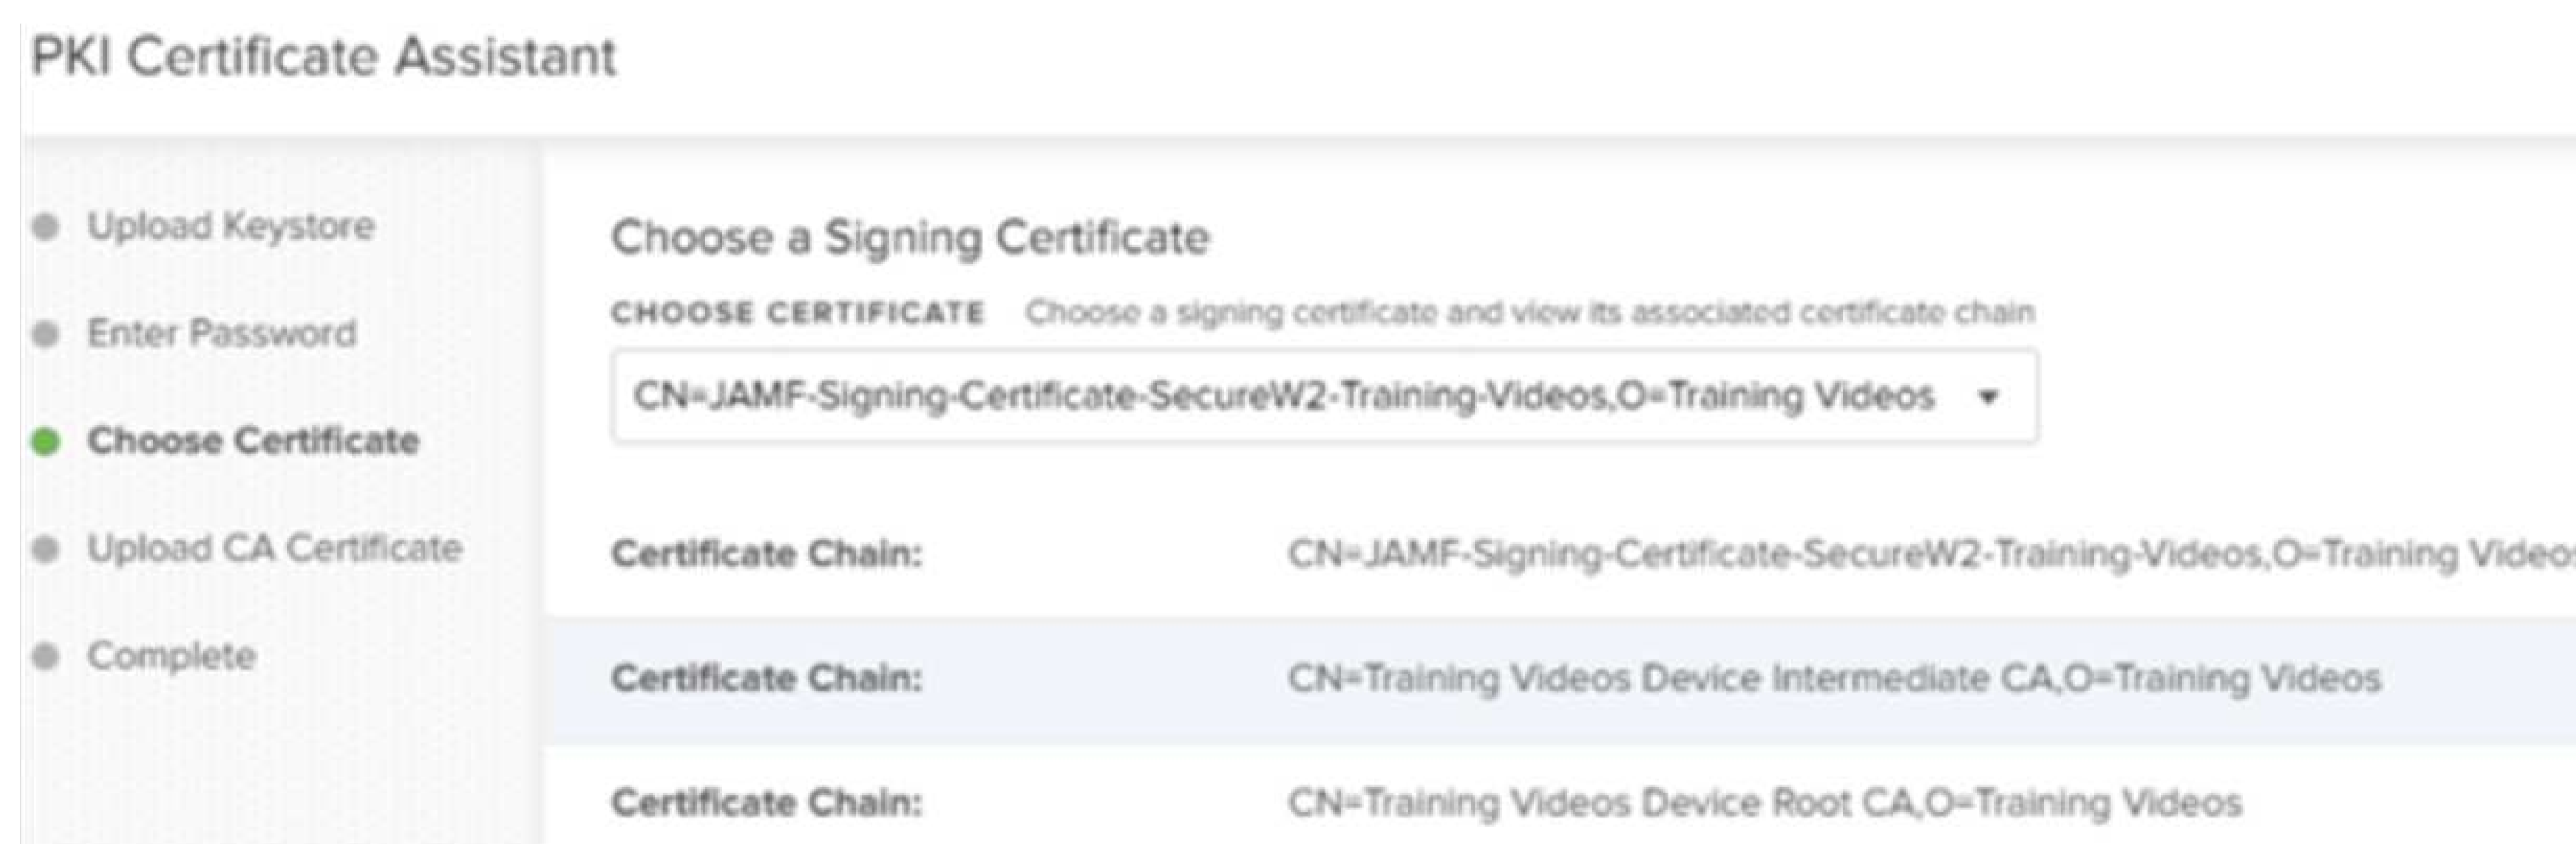 PKI Certificate Assistant
Upload Keystore
Enter Password
Choose Certificate
Upload CA Certificate
Complete
Choose a Signing Certificate
CHOOSE CERTIFICATE Choose a signing certificate and view its associated certificate chain
CN=JAMF-Signing-Certificate-SecureW2-Training-Videos,O=Training Videos
Certificate Chain: CN=JAMF-Signing-Certificate-SecureW2-Training-Videos,O=Training Videos
Certificate Chain: CN=Training Videos Device Intermediate CA,O=Training Videos
Certificate Chain: CN=Training Videos Device Root CA,O=Training Videos